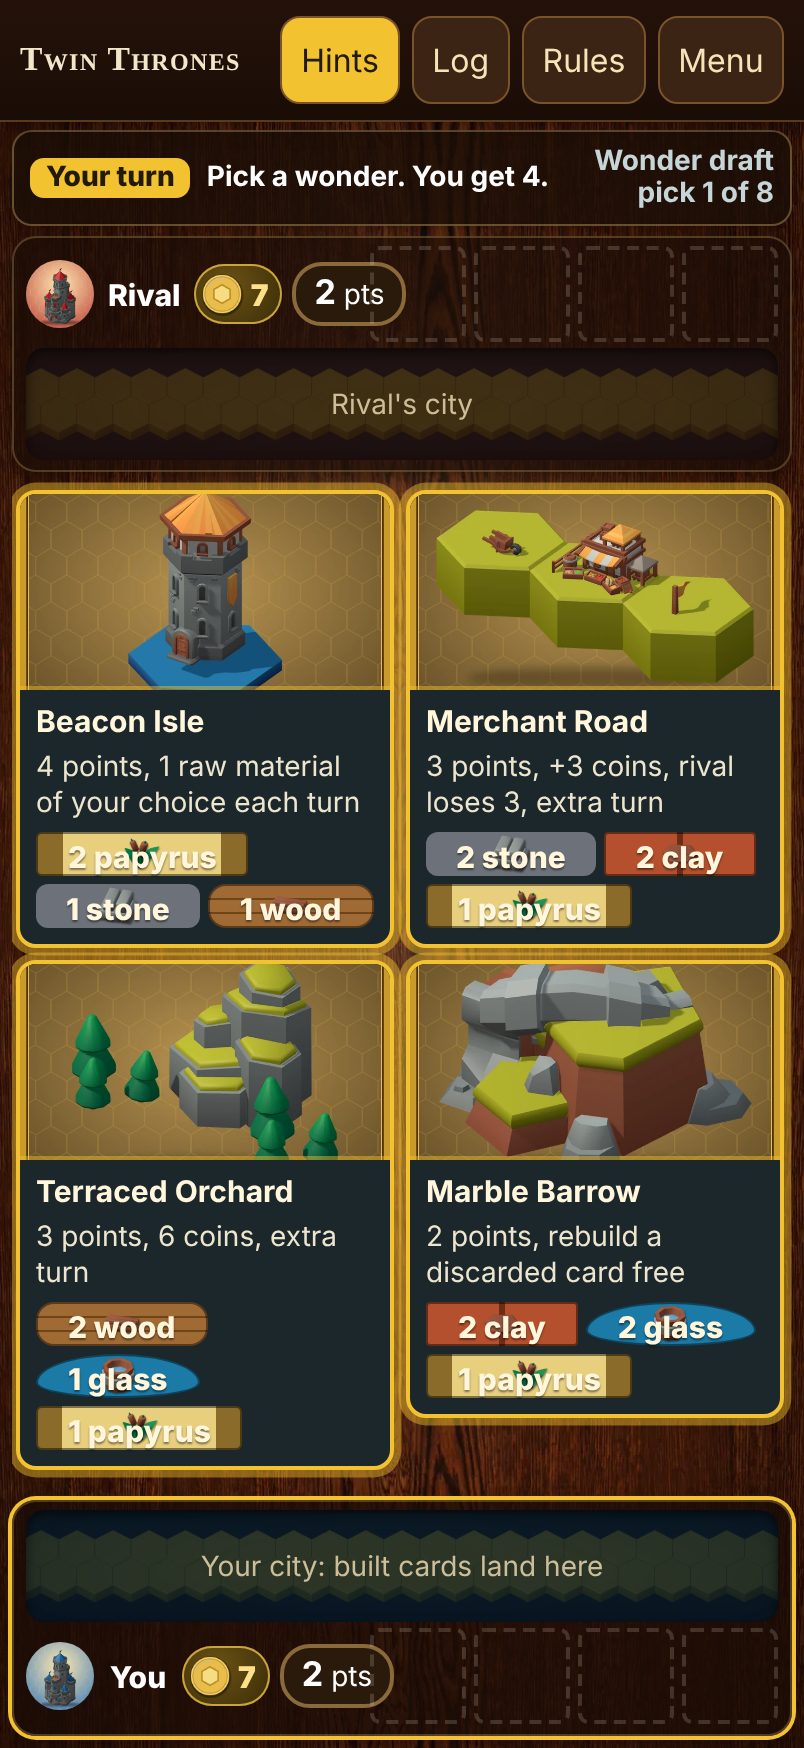 Twin Thrones
Hints
Log
Rules
Menu
Your turn
Pick a wonder. You get 4.
Wonder draft
pick 1 of 8
Rival
7
2 pts
Rival's city
Beacon Isle
4 points, 1 raw material
of your choice each turn
2 papyrus
1 stone
1 wood
Merchant Road
3 points, +3 coins, rival
loses 3, extra turn
2 stone
2 clay
1 papyrus
Terraced Orchard
3 points, 6 coins, extra
turn
2 wood
1 glass
1 papyrus
Marble Barrow
2 points, rebuild a
discarded card free
2 clay
2 glass
1 papyrus
Your city: built cards land here
You
7
2 pts